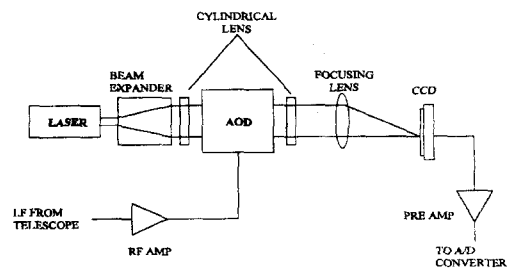 CYLINDRICAL
LENS
BEAM
EXPANDER
FOCUSING
LENS
CCD
LASER
AOD
I.F FROM
TELESCOPE
RF AMP
PRE AMP
TO A/D
CONVERTER